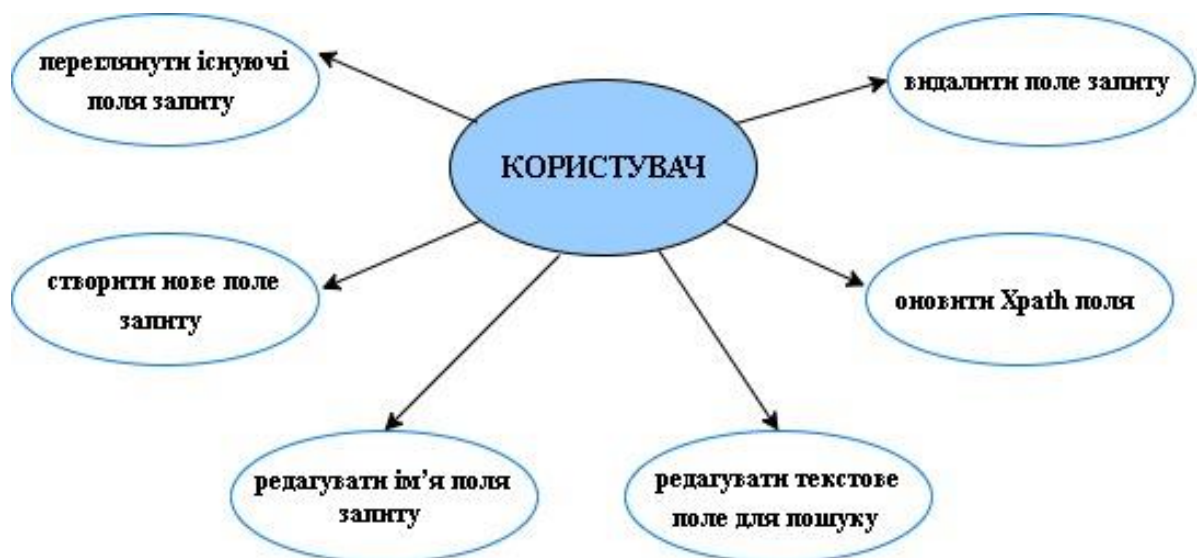 переглянути існуючі
поля запиту
видалити поле запиту
КОРИСТУВАЧ
створити нове поле
запиту
оновити Xpath поля
редагувати ім’я поля
запиту
редагувати текстове
поле для пошуку